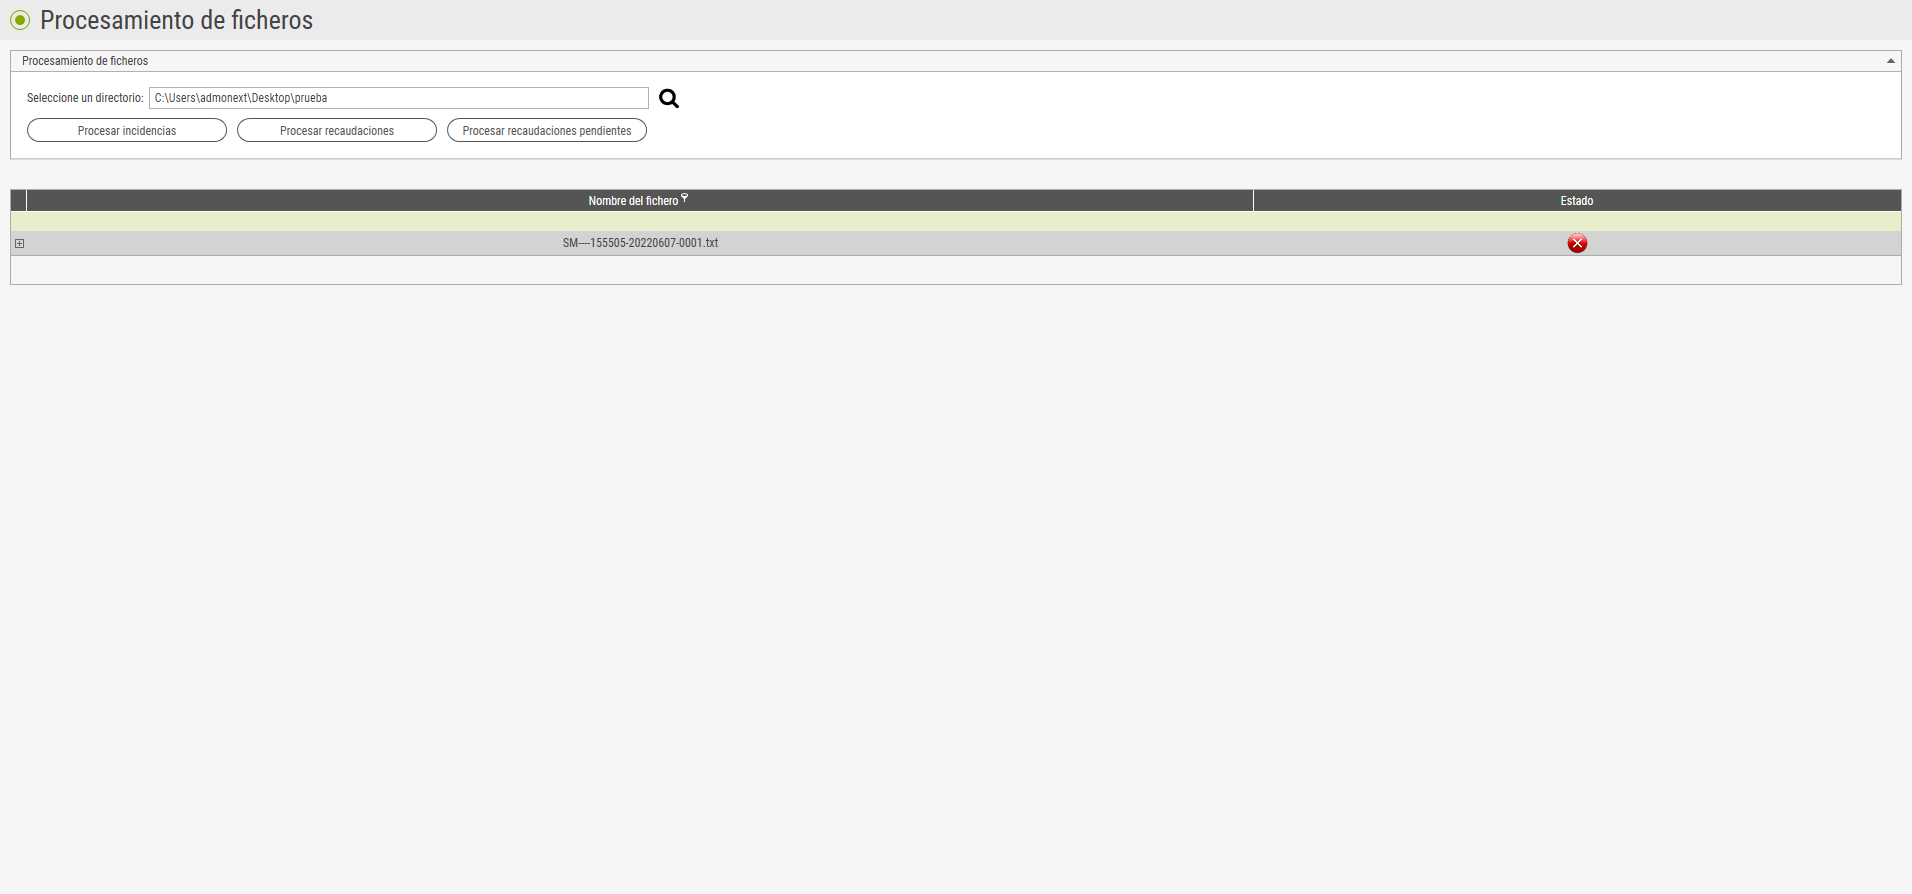 Procesamiento de ficheros
Procesamiento de ficheros
Seleccione un directorio: C:\Users\admonext\Desktop\prueba
Procesar incidencias Procesar recaudaciones Procesar recaudaciones pendientes
Nombre del fichero Estado
SM----155505-20220607-0001.txt